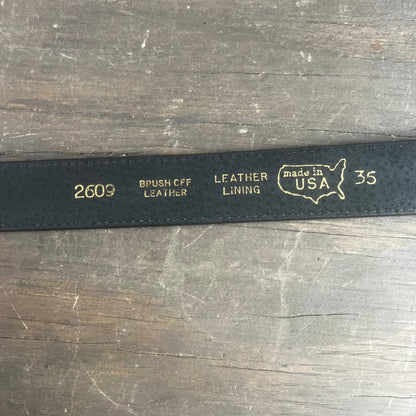 2609
BRUSH OFF
LEATHER
LEATHER
LINING
made in
USA
35